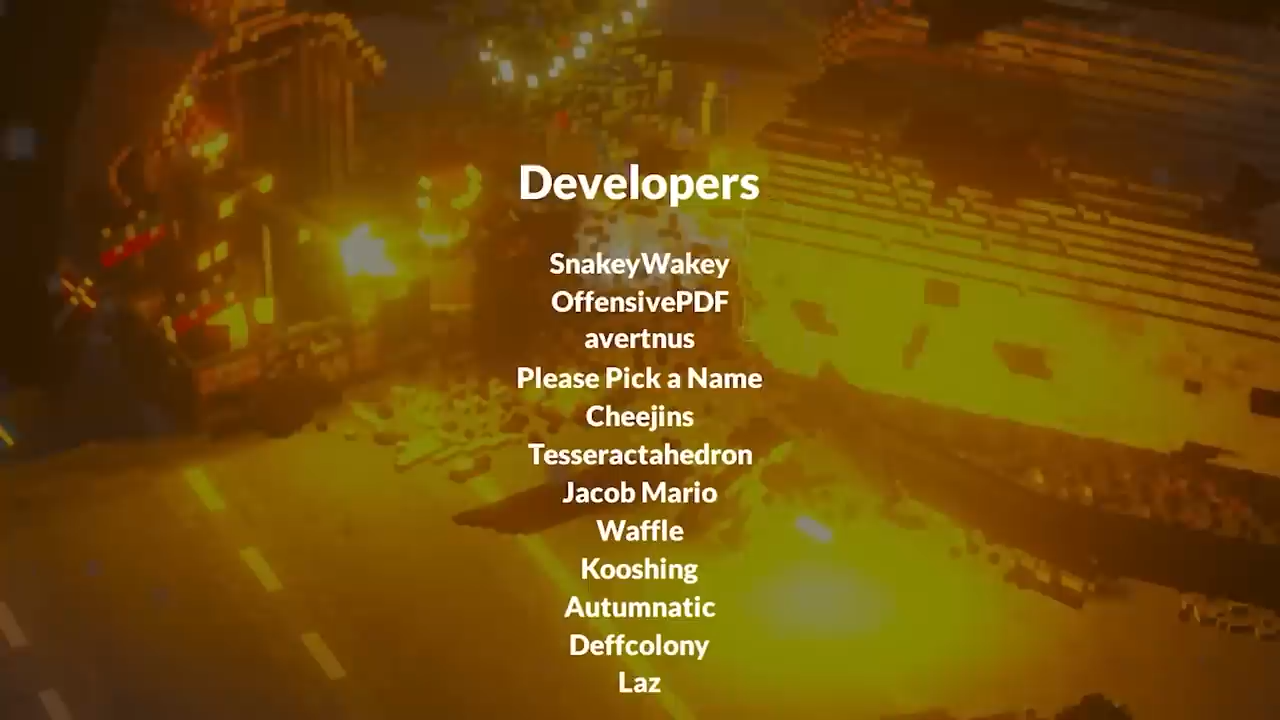 Developers
SnakeyWakey
OffensivePDF
avertnus
Please Pick a Name
Cheejins
Tesseractahedron
Jacob Mario
Waffle
Kooshing
Autumnatic
Deffcolony
Laz